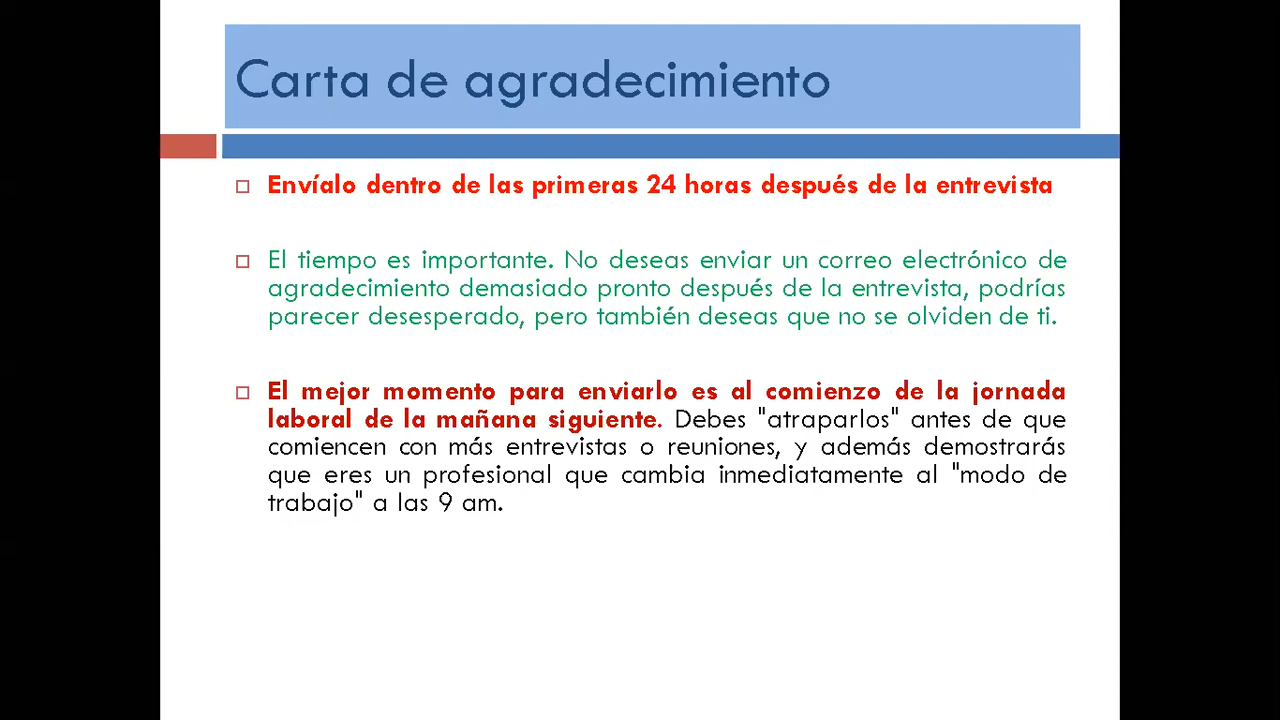 Carta de agradecimiento
Envíalo dentro de las primeras 24 horas después de la entrevista
El tiempo es importante. No deseas enviar un correo electrónico de
agradecimiento demasiado pronto después de la entrevista, podrías
parecer desesperado, pero también deseas que no se olviden de ti.
El mejor momento para enviarlo es al comienzo de la jornada
laboral de la mañana siguiente. Debes "atraparlos" antes de que
comiencen con más entrevistas o reuniones, y además demostrarás
que eres un profesional que cambia inmediatamente al "modo de
trabajo" a las 9 am.